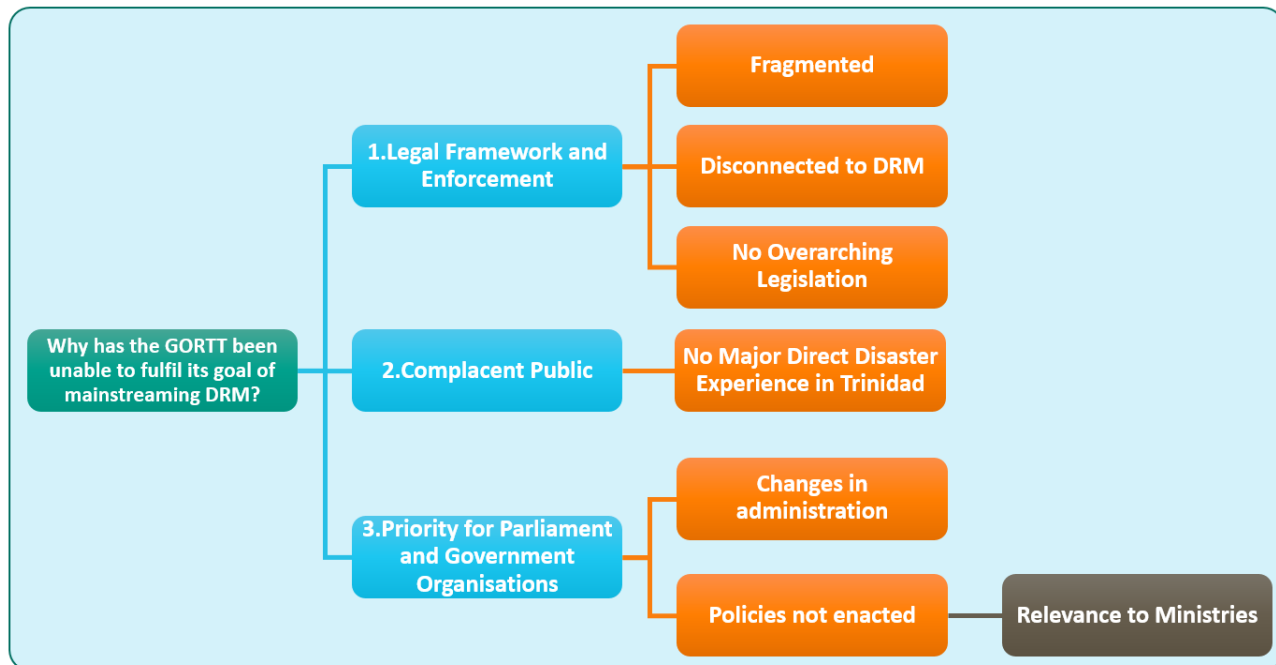 Why has the GORTT been
unable to fulfil its goal of
mainstreaming DRM?
1.Legal Framework and
Enforcement
Fragmented
Disconnected to DRM
No Overarching
Legislation
2.Complacent Public
No Major Direct Disaster
Experience in Trinidad
3.Priority for Parliament
and Government
Organisations
Changes in
administration
Policies not enacted
Relevance to Ministries